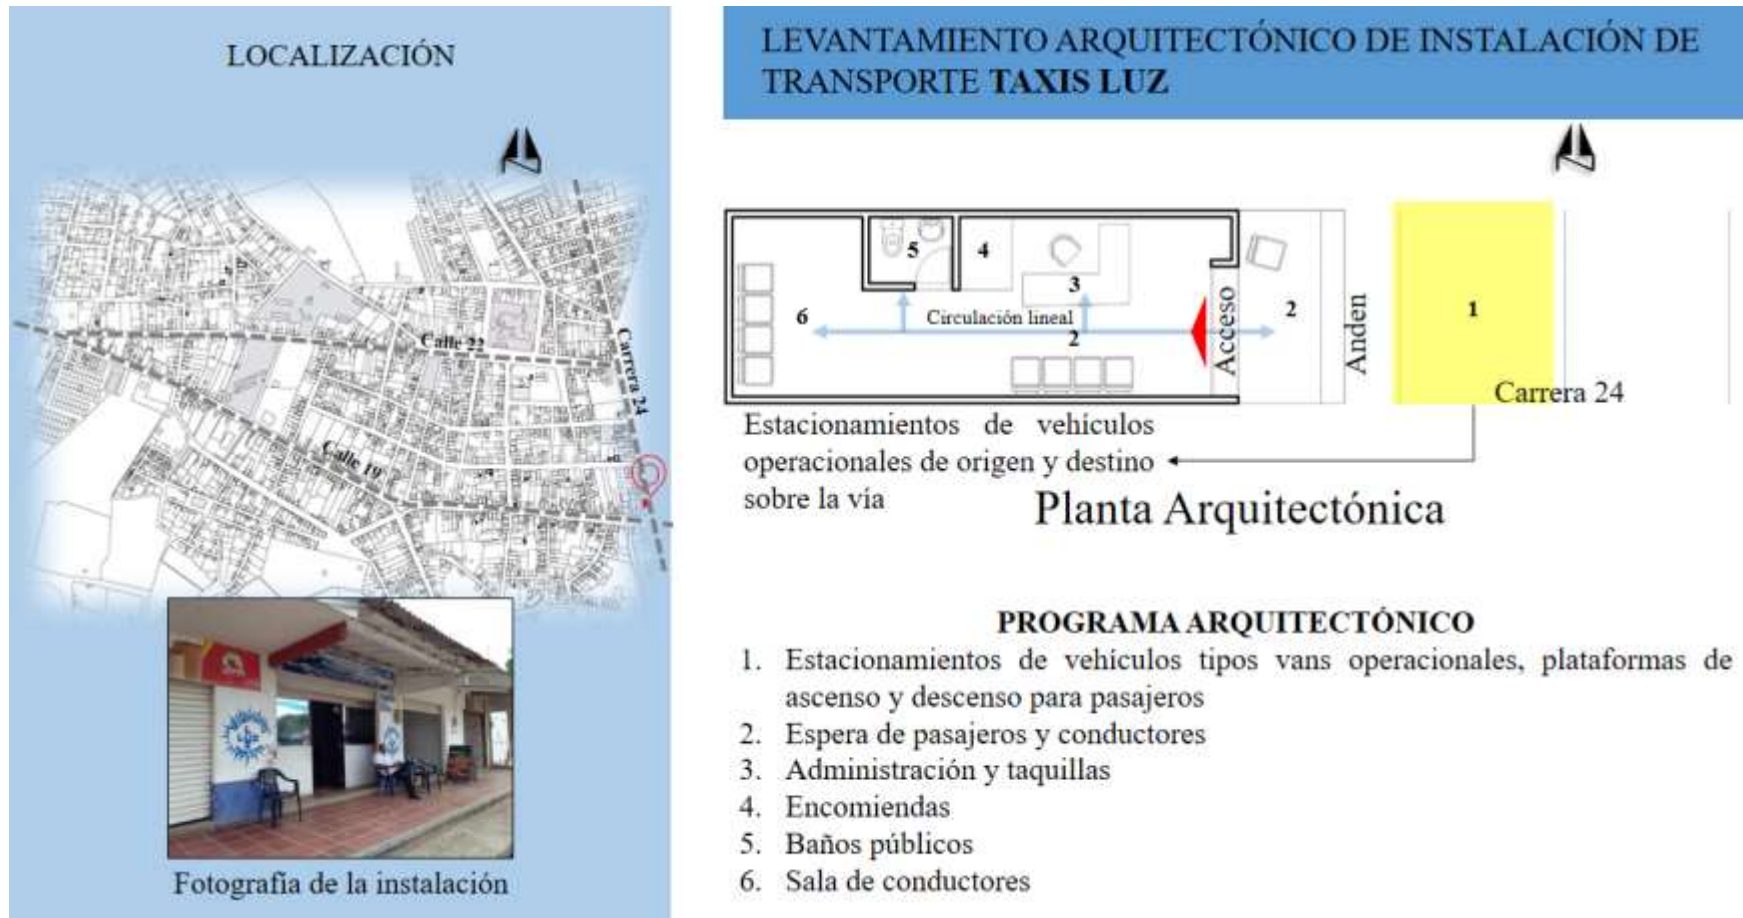 LOCALIZACIÓN
Calle 22
Carrera 24
Calle 19
Fotografía de la instalación
LEVANTAMIENTO ARQUITECTÓNICO DE INSTALACIÓN DE
TRANSPORTE TAXIS LUZ
5
4
3
6
Circulación lineal
2
Acceso
2
Anden
1
Carrera 24
Estacionamientos de vehículos
operacionales de origen y destino
sobre la vía
Planta Arquitectónica
PROGRAMA ARQUITECTÓNICO
1. Estacionamientos de vehículos tipos vans operacionales, plataformas de
ascenso y descenso para pasajeros
2. Espera de pasajeros y conductores
3. Administración y taquillas
4. Encomiendas
5. Baños públicos
6. Sala de conductores